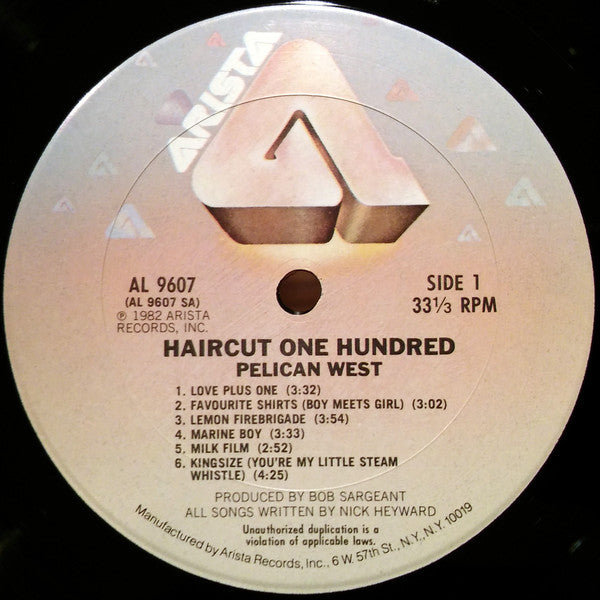 ARISTA
AL 9607
(AL 9607 SA)
℗ 1982 ARISTA
RECORDS, INC.
SIDE 1
33⅓ RPM
HAIRCUT ONE HUNDRED
PELICAN WEST
1. LOVE PLUS ONE (3:32)
2. FAVOURITE SHIRTS (BOY MEETS GIRL) (3:02)
3. LEMON FIREBRIGADE (3:54)
4. MARINE BOY (3:33)
5. MILK FILM (2:52)
6. KINGSIZE (YOU'RE MY LITTLE STEAM
WHISTLE) (4:25)
PRODUCED BY BOB SARGEANT
ALL SONGS WRITTEN BY NICK HEYWARD
Unauthorized duplication is a
violation of applicable laws.
Manufactured by Arista Records, Inc., 6 W. 57th St., N.Y., N.Y. 10019